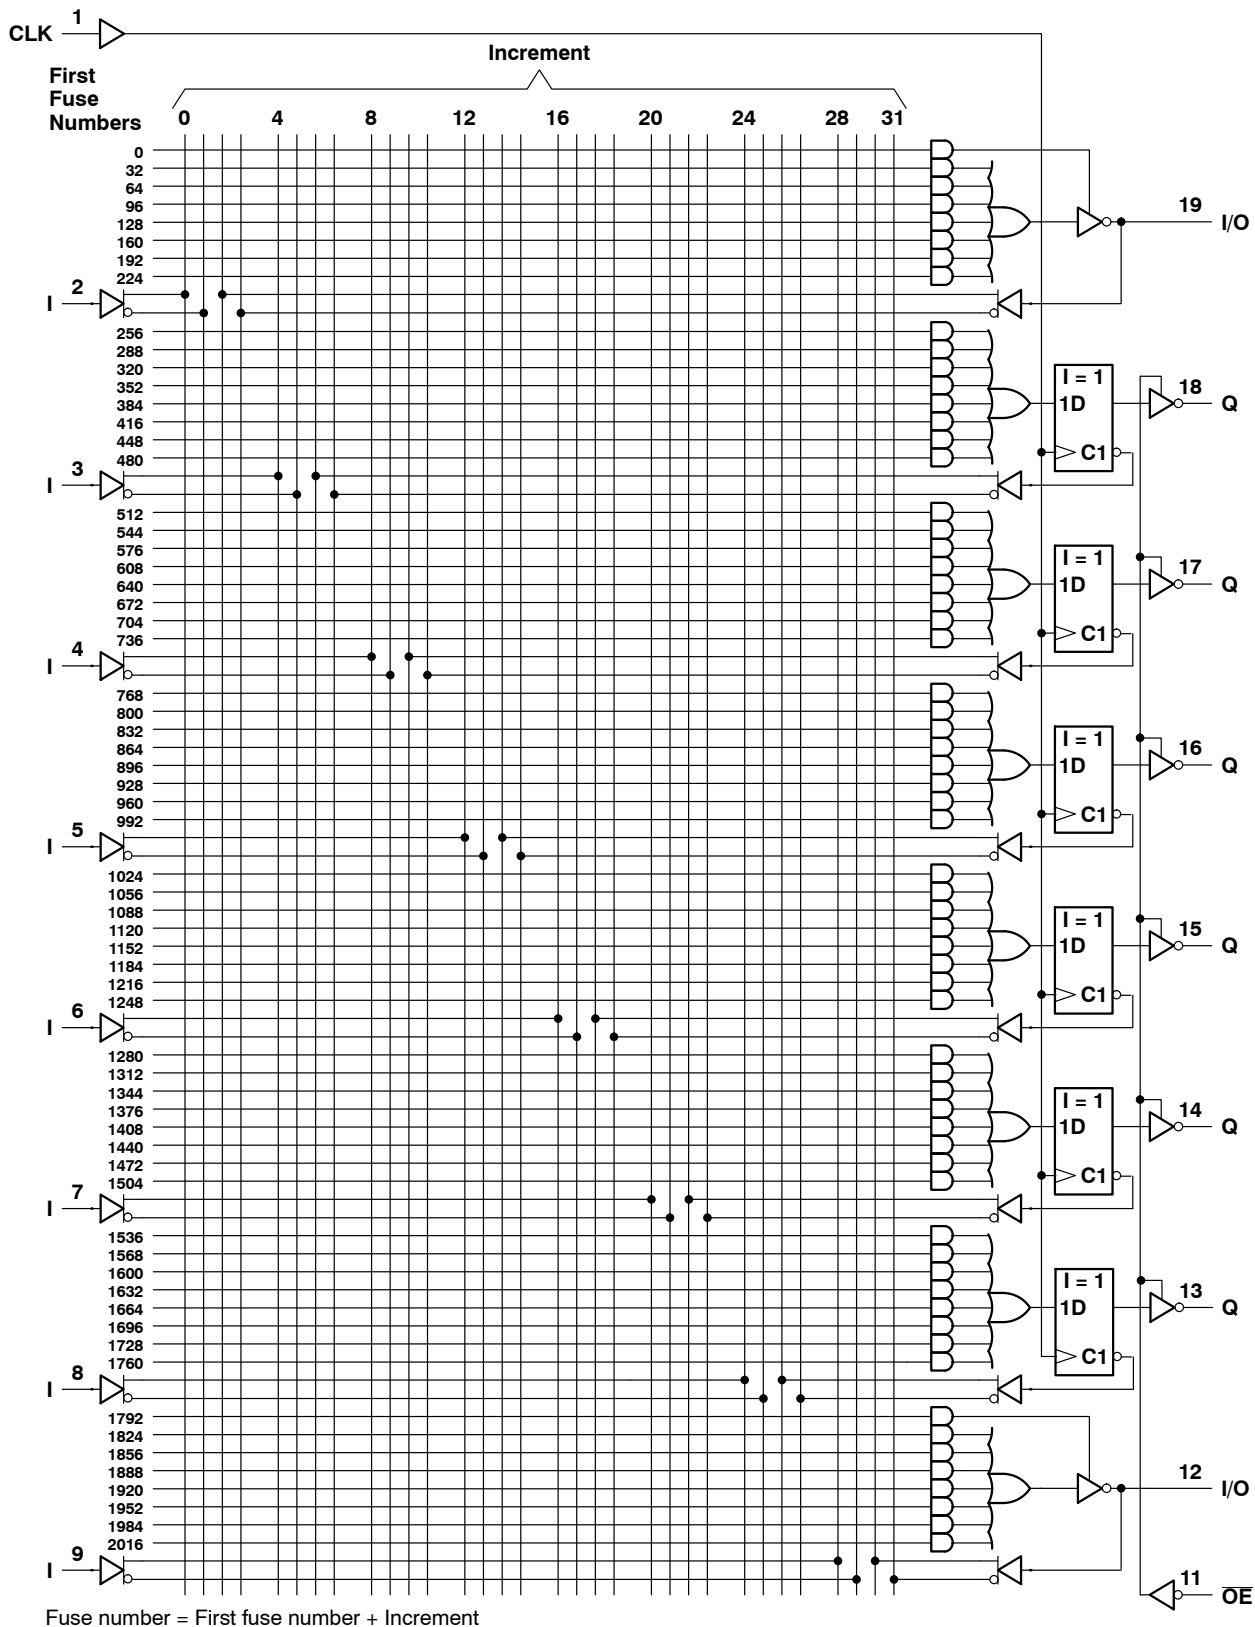 1
CLK
Increment
First
Fuse
Numbers
0 4 8 12 16 20 24 28 31
0
32
64
96
128
160
192
224
19
I/O
2
I
256
288
320
352
384
416
448
480
I = 1
1D
C1
18
Q
3
I
512
544
576
608
640
672
704
736
I = 1
1D
C1
17
Q
4
I
768
800
832
864
896
928
960
992
I = 1
1D
C1
16
Q
5
I
1024
1056
1088
1120
1152
1184
1216
1248
I = 1
1D
C1
15
Q
6
I
1280
1312
1344
1376
1408
1440
1472
1504
I = 1
1D
C1
14
Q
7
I
1536
1568
1600
1632
1664
1696
1728
1760
I = 1
1D
C1
13
Q
8
I
1792
1824
1856
1888
1920
1952
1984
2016
12
I/O
9
I
11
O̅E̅
Fuse number = First fuse number + Increment